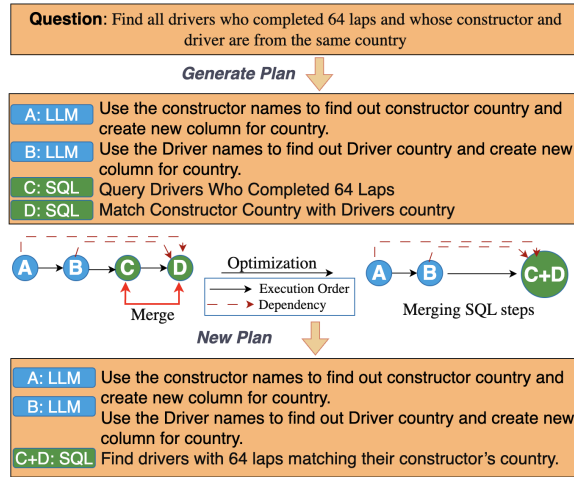 Question: Find all drivers who completed 64 laps and whose constructor and
driver are from the same country
Generate Plan
A: LLM Use the constructor names to find out constructor country and
create new column for country.
B: LLM Use the Driver names to find out Driver country and create new
column for country.
C: SQL Query Drivers Who Completed 64 Laps
D: SQL Match Constructor Country with Drivers country
A B C D
Merge
Optimization
Execution Order
Dependency
A B C+D
Merging SQL steps
New Plan
A: LLM Use the constructor names to find out constructor country and
create new column for country.
B: LLM Use the Driver names to find out Driver country and create new
column for country.
C+D: SQL Find drivers with 64 laps matching their constructor's country.